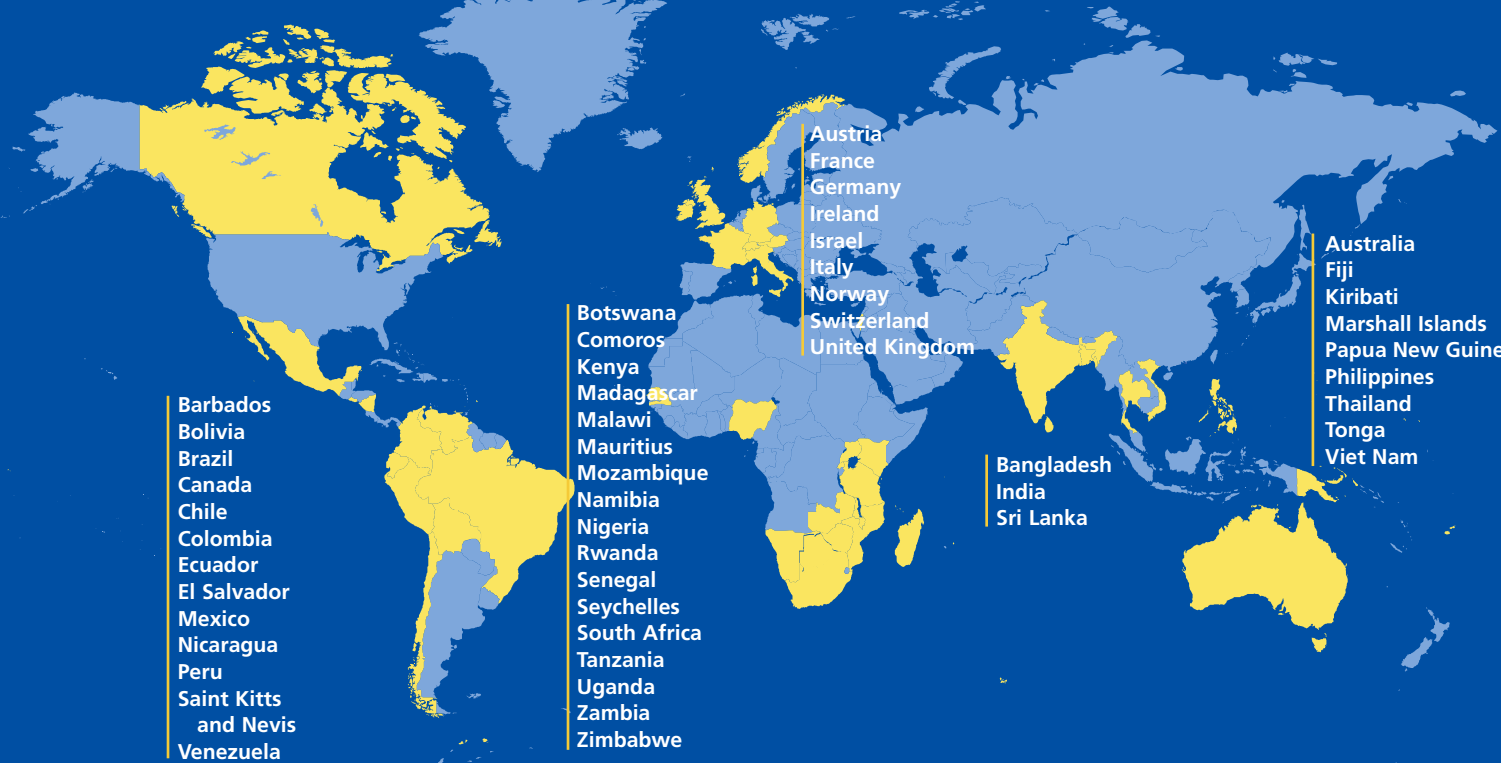 Barbados
Bolivia
Brazil
Canada
Chile
Colombia
Ecuador
El Salvador
Mexico
Nicaragua
Peru
Saint Kitts
and Nevis
Venezuela
Botswana
Comoros
Kenya
Madagascar
Malawi
Mauritius
Mozambique
Namibia
Nigeria
Rwanda
Senegal
Seychelles
South Africa
Tanzania
Uganda
Zambia
Zimbabwe
Austria
France
Germany
Ireland
Israel
Italy
Norway
Switzerland
United Kingdom
Bangladesh
India
Sri Lanka
Australia
Fiji
Kiribati
Marshall Islands
Papua New Guine
Philippines
Thailand
Tonga
Viet Nam